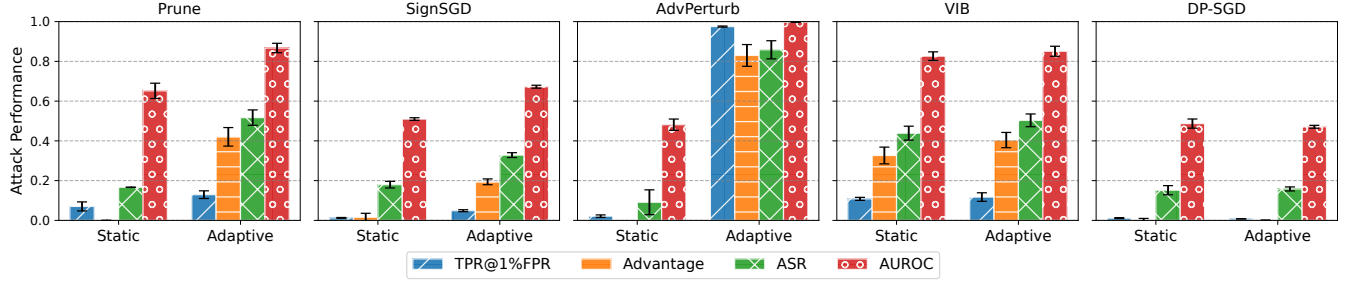 Prune SignSGD AdvPerturb VIB DP-SGD
Attack Performance
1.0
0.8
0.6
0.4
0.2
0.0
Static Adaptive Static Adaptive Static Adaptive Static Adaptive Static Adaptive
TPR@1%FPR Advantage ASR AUROC